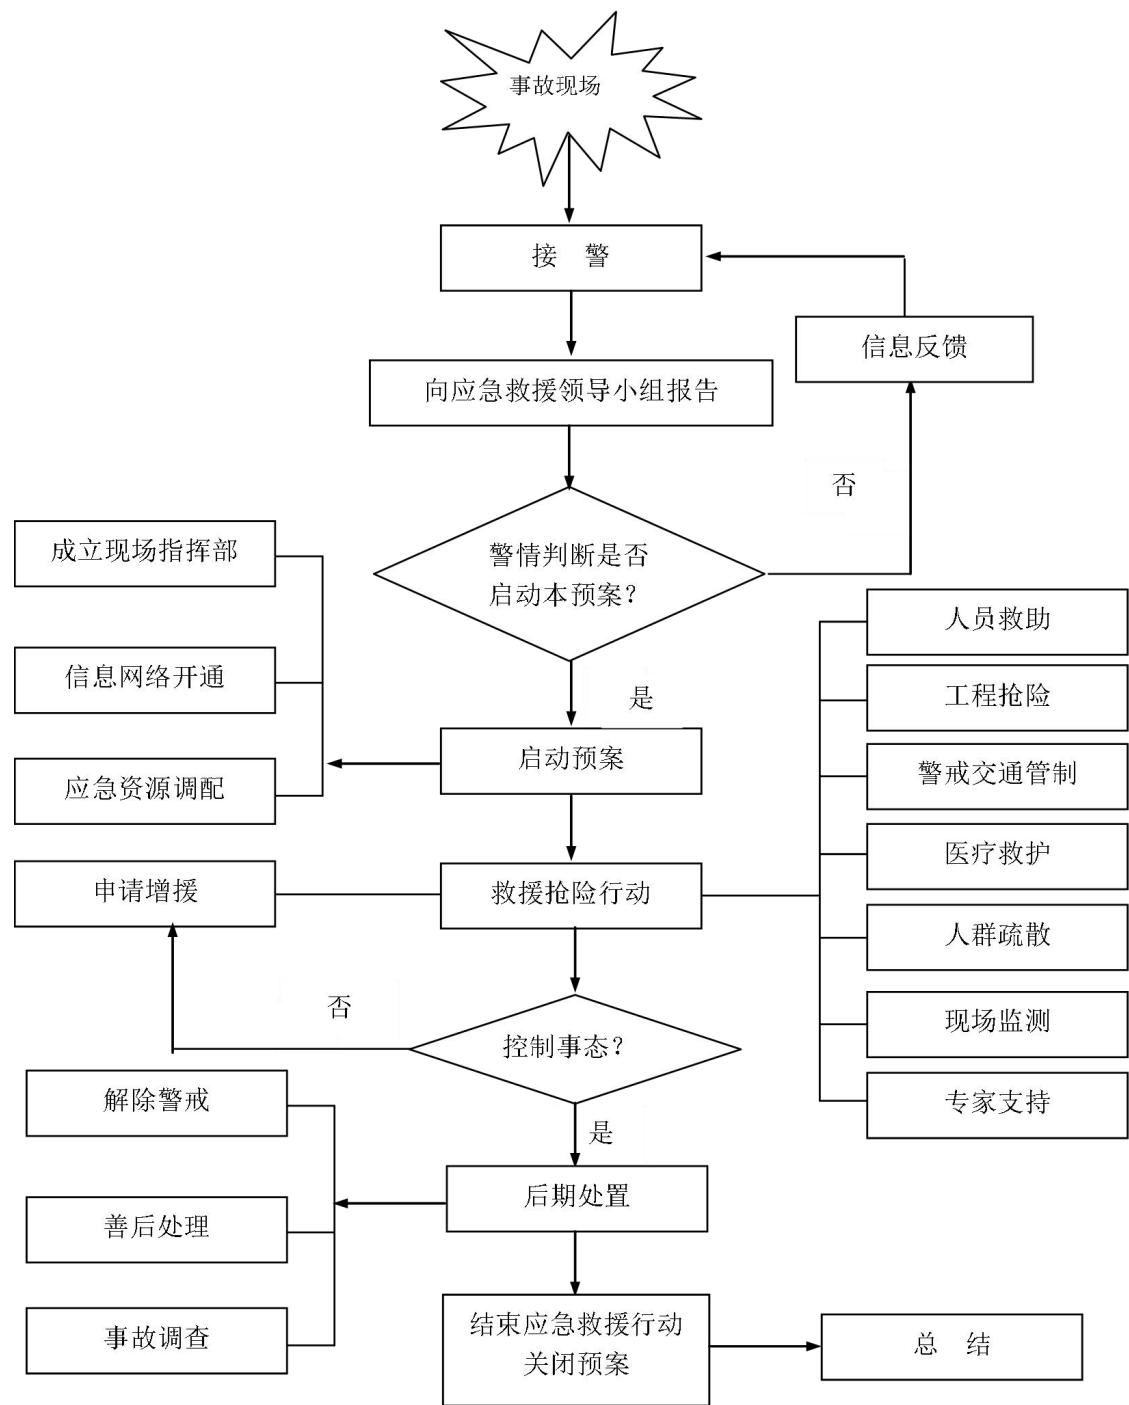 事故现场
接 警
信息反馈
向应急救援领导小组报告
否
警情判断是否
启动本预案？
成立现场指挥部
信息网络开通
应急资源调配
是
启动预案
人员救助
工程抢险
警戒交通管制
医疗救护
人群疏散
现场监测
专家支持
申请增援
救援抢险行动
否
控制事态？
是
解除警戒
善后处理
事故调查
后期处置
结束应急救援行动
关闭预案
总 结